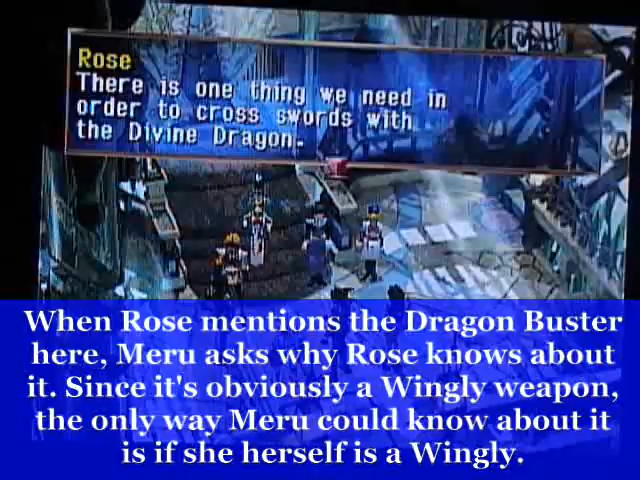 Rose
There is one thing we need in
order to cross swords with
the Divine Dragon.
When Rose mentions the Dragon Buster
here, Meru asks why Rose knows about
it. Since it's obviously a Wingly weapon,
the only way Meru could know about it
is if she herself is a Wingly.